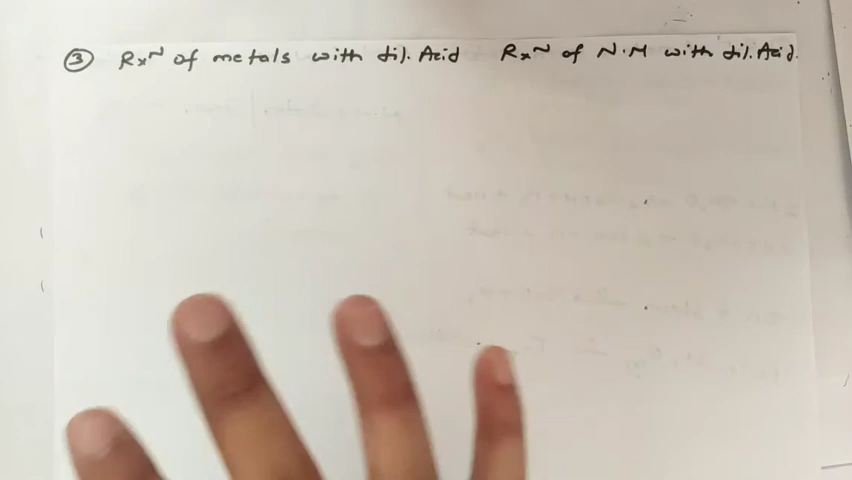 ③ Rxᴺ of metals with dil. Acid Rxᴺ of N.M with dil. Acid.